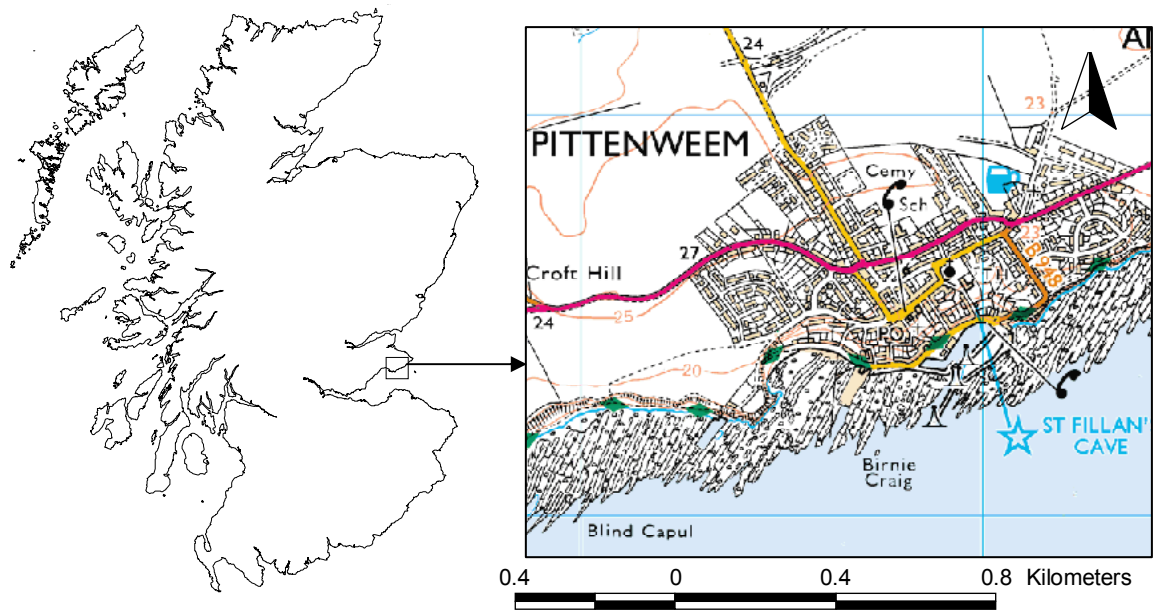 24
AI
23
PITTENWEEM
Cemy
Sch
23
27
B 948
Croft Hill
24
25
PO
20
ST FILLAN'
CAVE
Birnie
Craig
Blind Capul
0.4 0 0.4 0.8 Kilometers